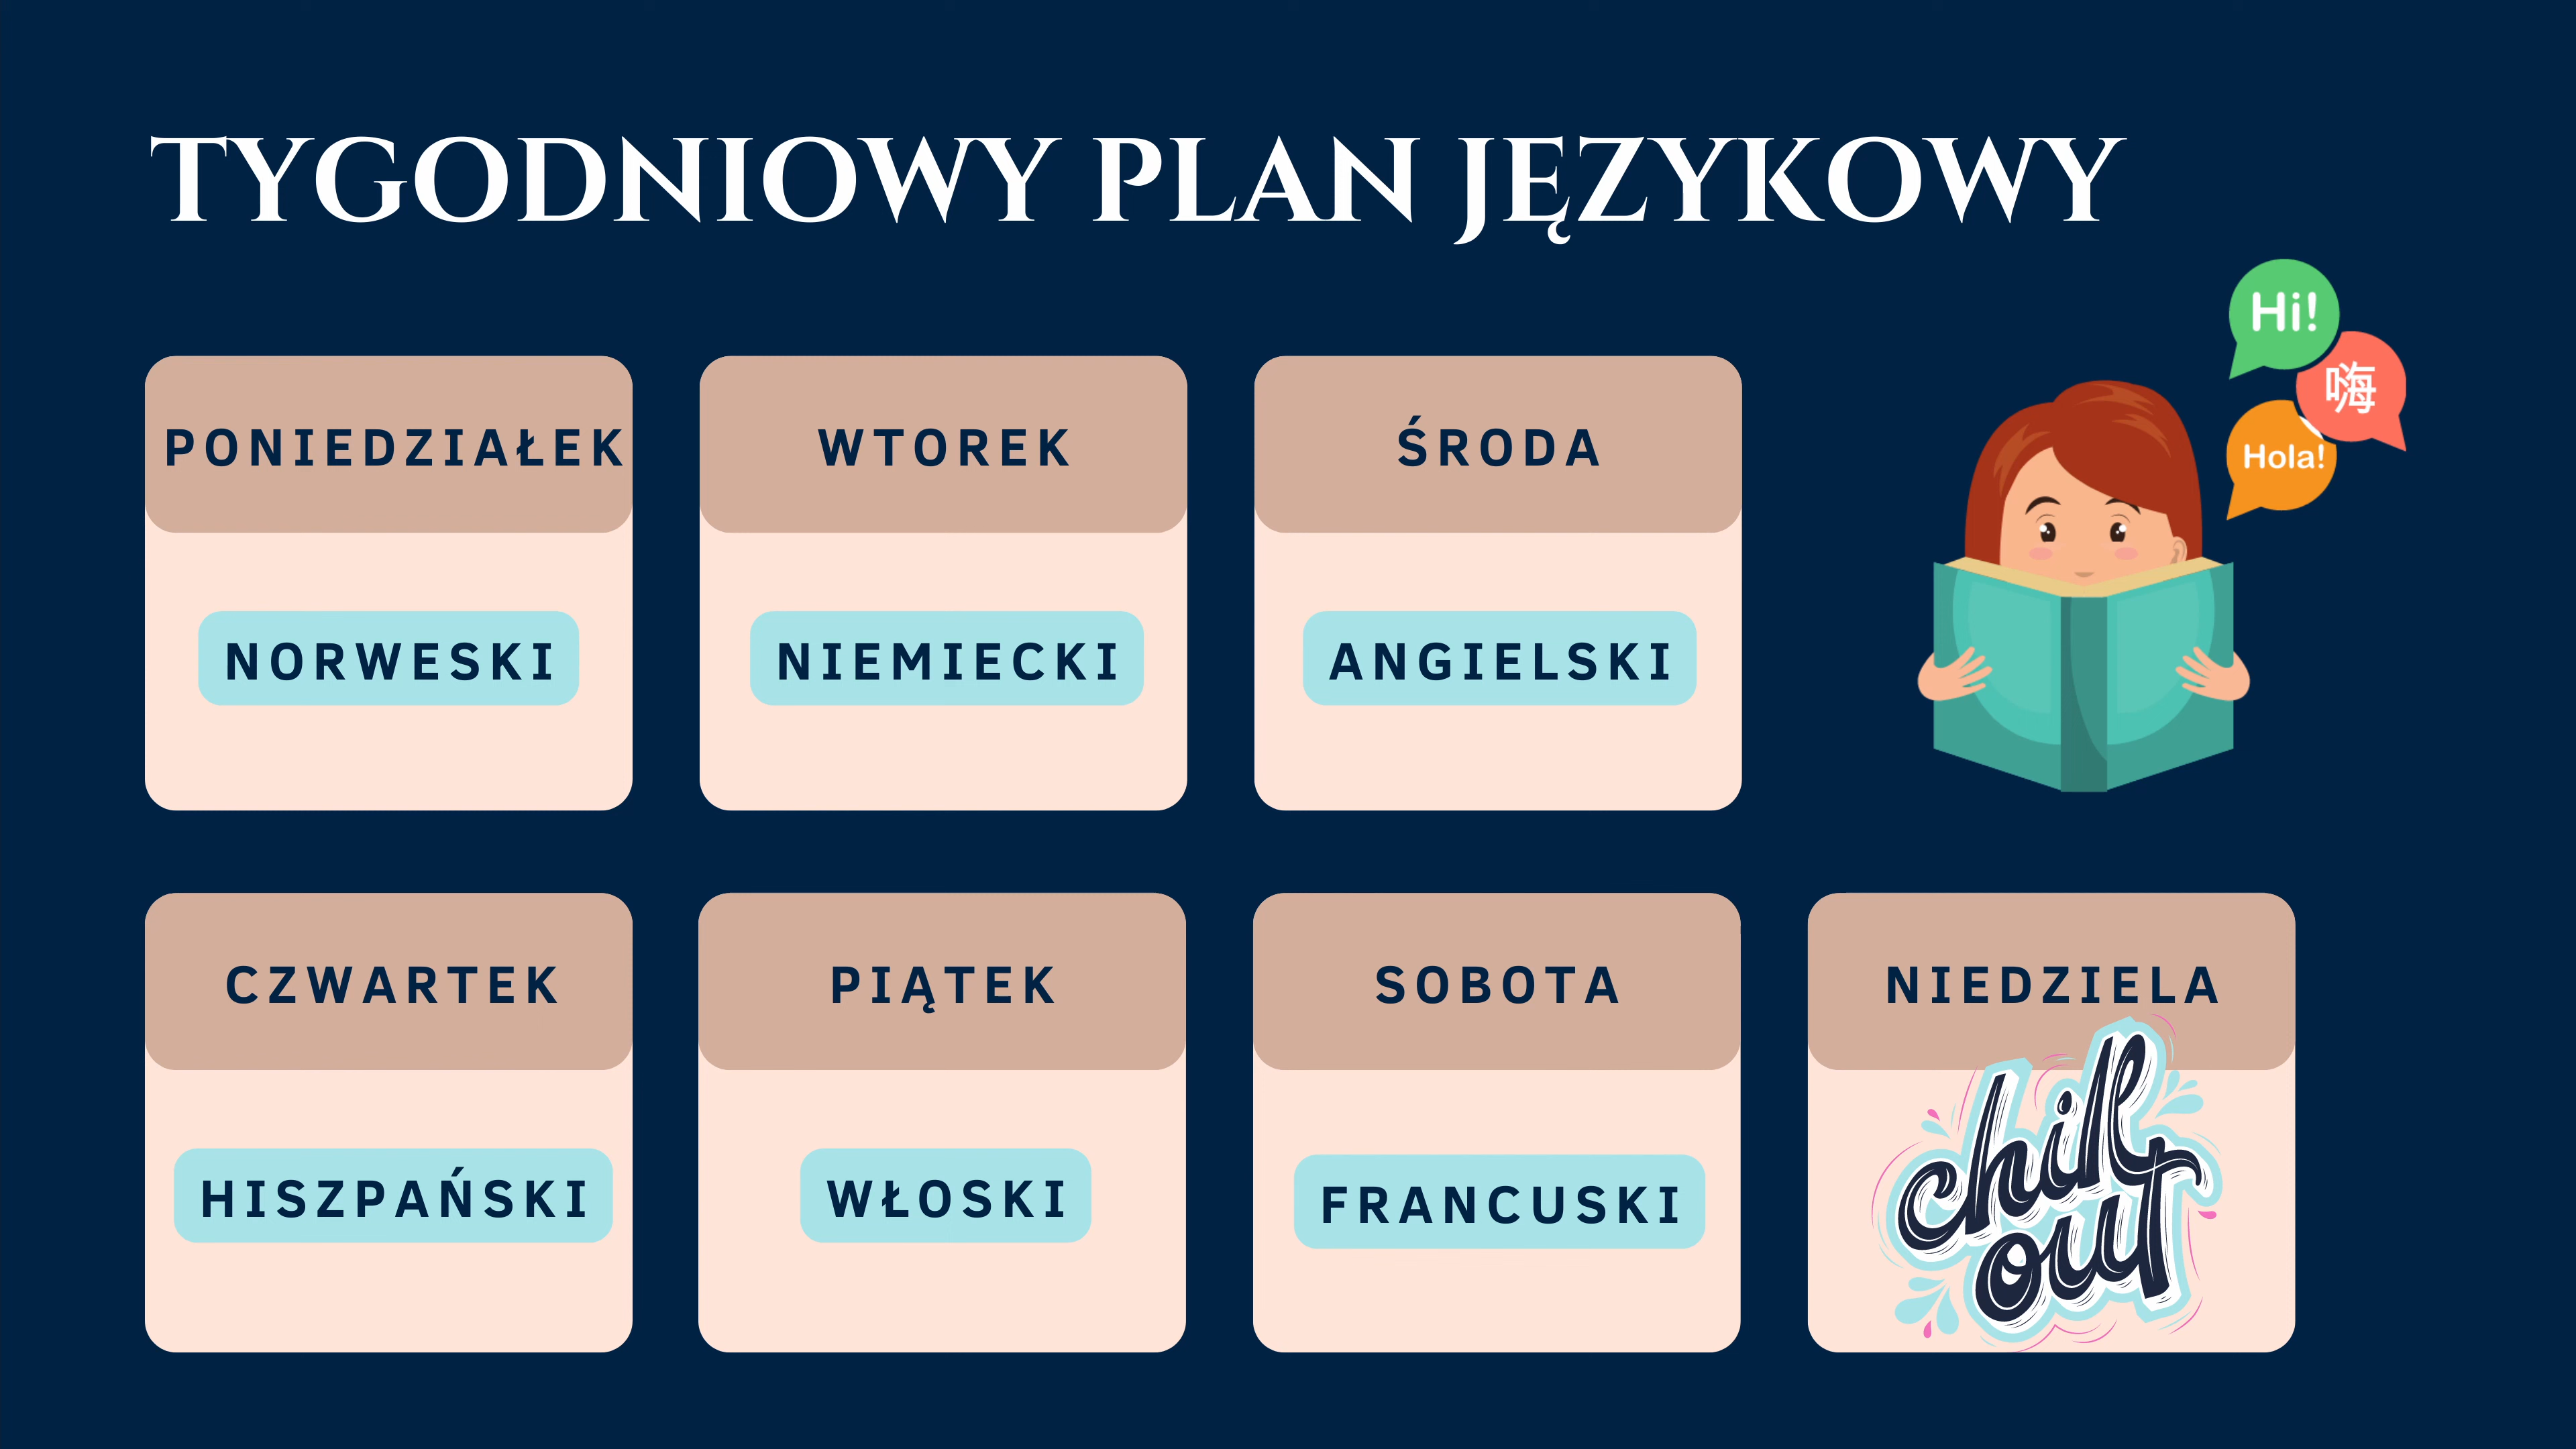 TYGODNIOWY PLAN JĘZYKOWY
Hi!
嗨
Hola!
PONIEDZIAŁEK
WTOREK
ŚRODA
NORWESKI
NIEMIECKI
ANGIELSKI
CZWARTEK
PIĄTEK
SOBOTA
NIEDZIELA
HISZPAŃSKI
WŁOSKI
FRANCUSKI
chill
out